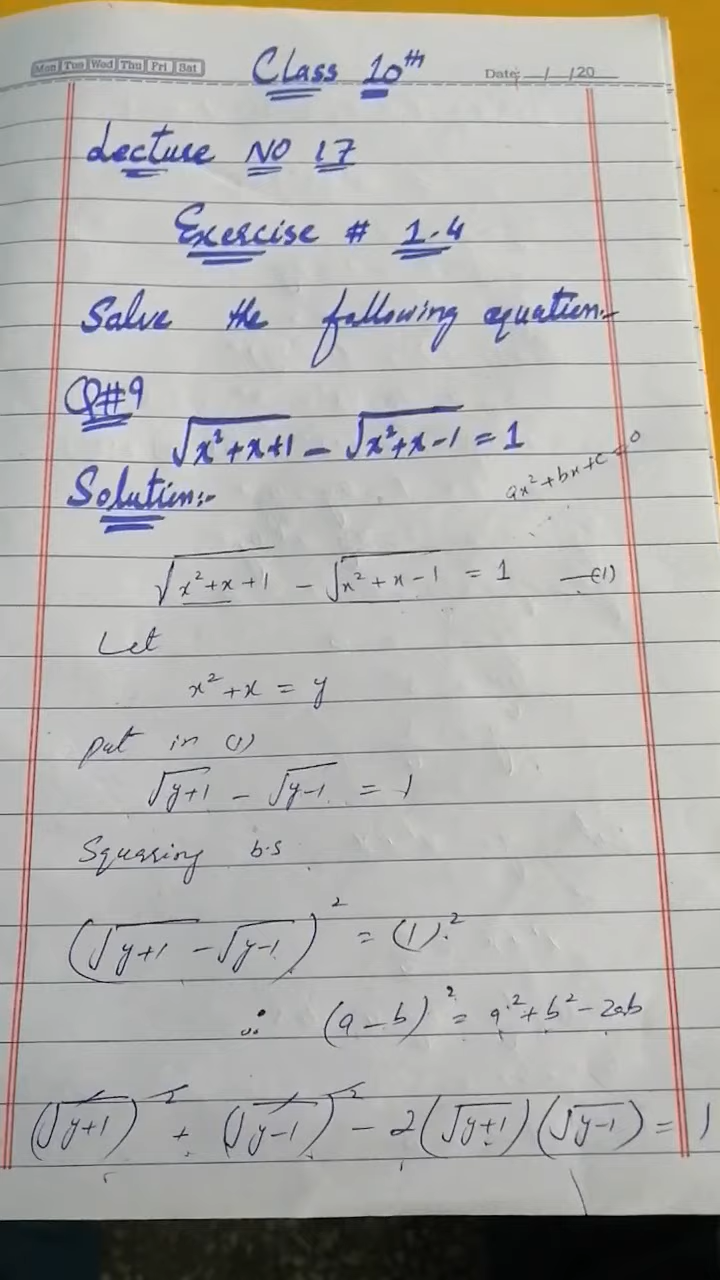 Mon Tue Wed Thu Fri Sat
Class 10th
Date: / /20
Lecture NO 17
Exercise # 1.4
Salve the following equation:-
Q#9
√x²+x+1 - √x²+x-1 = 1
Solution:-
ax²+bx+c=0
√x²+x+1 - √x²+x-1 = 1 —(1)
Let
x²+x = y
put in (1)
√y+1 - √y-1 = 1
Squaring b.s
(√y+1 - √y-1)² = (1)²
∴ (a-b)² = a²+b²-2ab
(√y+1)² + (√y-1)² - 2(√y+1)(√y-1) = 1